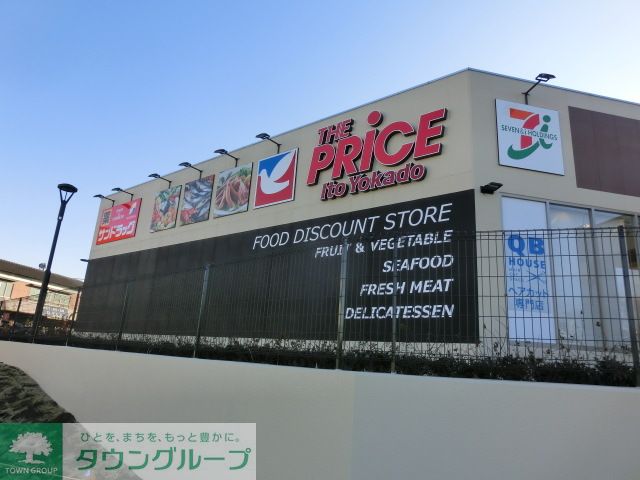 THE
PRICE
Ito Yokado
7i
SEVEN & i HOLDINGS
薬
サンドラッグ
FOOD DISCOUNT STORE
FRUIT & VEGETABLE
SEAFOOD
FRESH MEAT
DELICATESSEN
QB
HOUSE
ヘアカット
専門店
TOWN GROUP
ひとを、まちを、もっと豊かに。
タウングループ